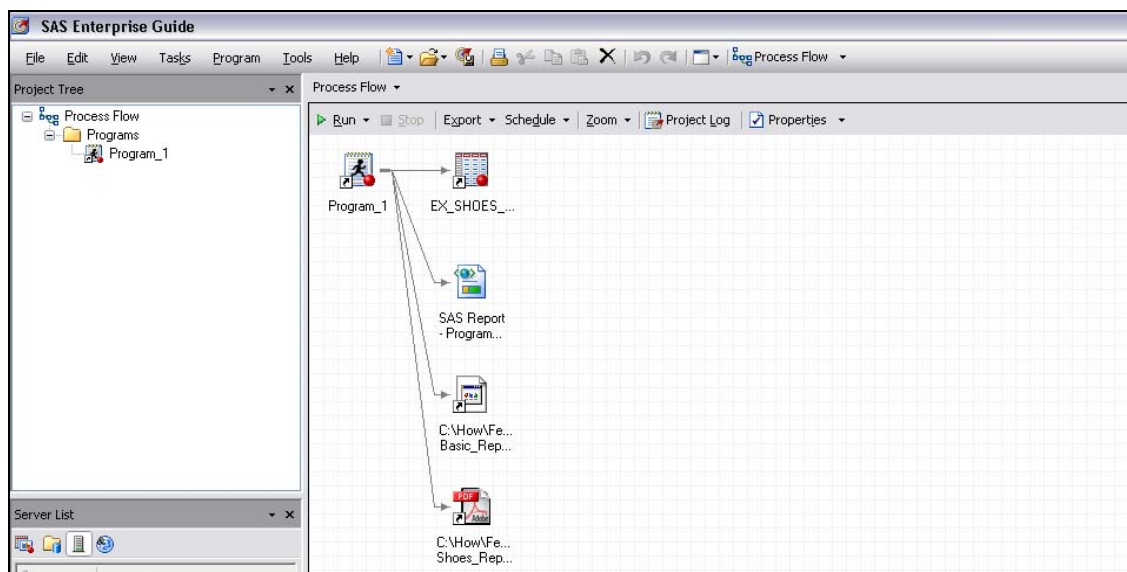 SAS Enterprise Guide
File Edit View Tasks Program Tools Help Process Flow
Project Tree
Process Flow
Process Flow
Programs
Program_1
Run Stop Export Schedule Zoom Project Log Properties
Program_1
EX_SHOES_...
SAS Report
- Program...
C:\How\Fe...
Basic_Rep...
PDF
Adobe
C:\How\Fe...
Shoes_Rep...
Server List